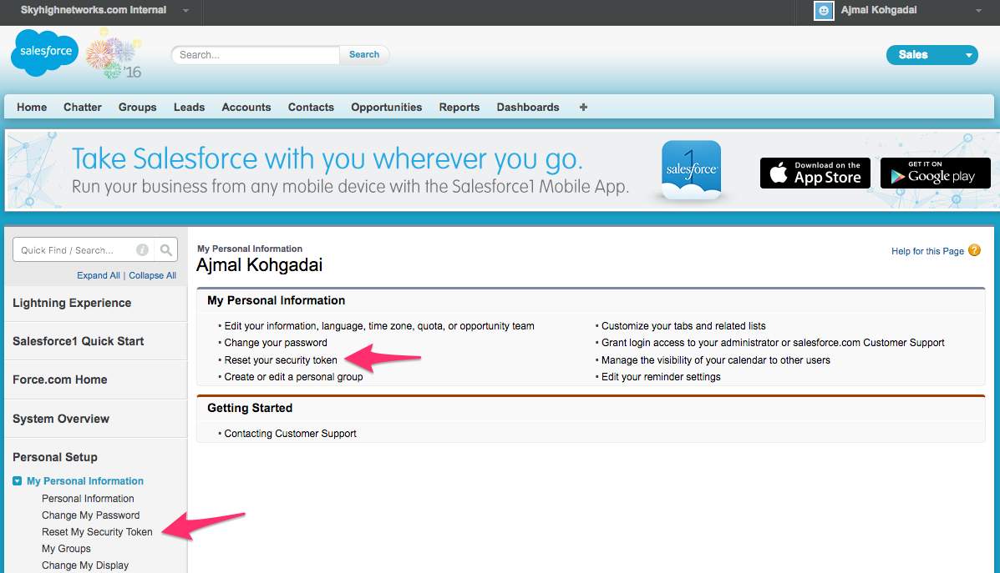 Skyhighnetworks.com Internal
Ajmal Kohgadal
salesforce
'16
Search...
Search
Sales
Home Chatter Groups Leads Accounts Contacts Opportunities Reports Dashboards +
Take Salesforce with you wherever you go.
Run your business from any mobile device with the Salesforce1 Mobile App.
1
salesforce
Download on the
App Store
GET IT ON
Google play
Quick Find / Search...
i
Expand All | Collapse All
Lightning Experience
Salesforce1 Quick Start
Force.com Home
System Overview
Personal Setup
My Personal Information
Personal Information
Change My Password
Reset My Security Token
My Groups
Change My Display
My Personal Information
Ajmal Kohgadai
Help for this Page ?
My Personal Information
• Edit your information, language, time zone, quota, or opportunity team
• Change your password
• Reset your security token
• Create or edit a personal group
• Customize your tabs and related lists
• Grant login access to your administrator or salesforce.com Customer Support
• Manage the visibility of your calendar to other users
• Edit your reminder settings
Getting Started
• Contacting Customer Support